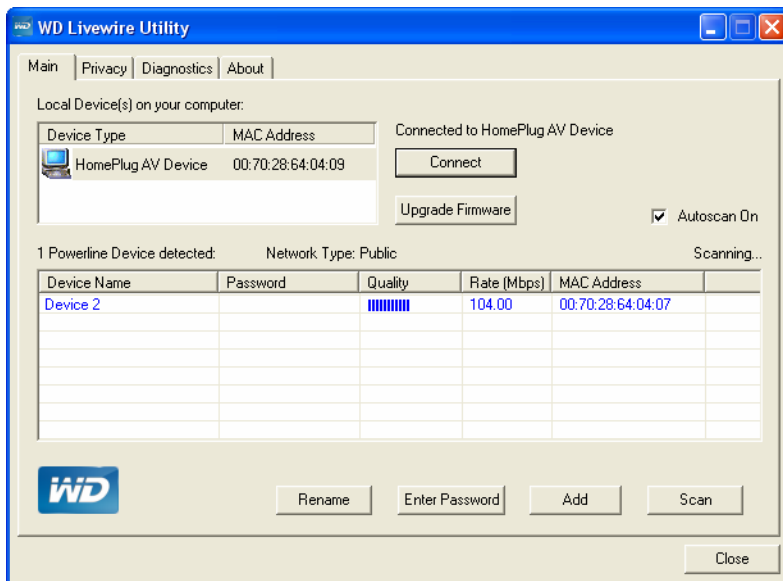 WD Livewire Utility
Main Privacy Diagnostics About
Local Device(s) on your computer:
Device Type MAC Address
HomePlug AV Device 00:70:28:64:04:09
Connected to HomePlug AV Device
Connect
Upgrade Firmware
Autoscan On
1 Powerline Device detected: Network Type: Public Scanning...
Device Name Password Quality Rate (Mbps) MAC Address
Device 2 104.00 00:70:28:64:04:07
WD
Rename Enter Password Add Scan
Close